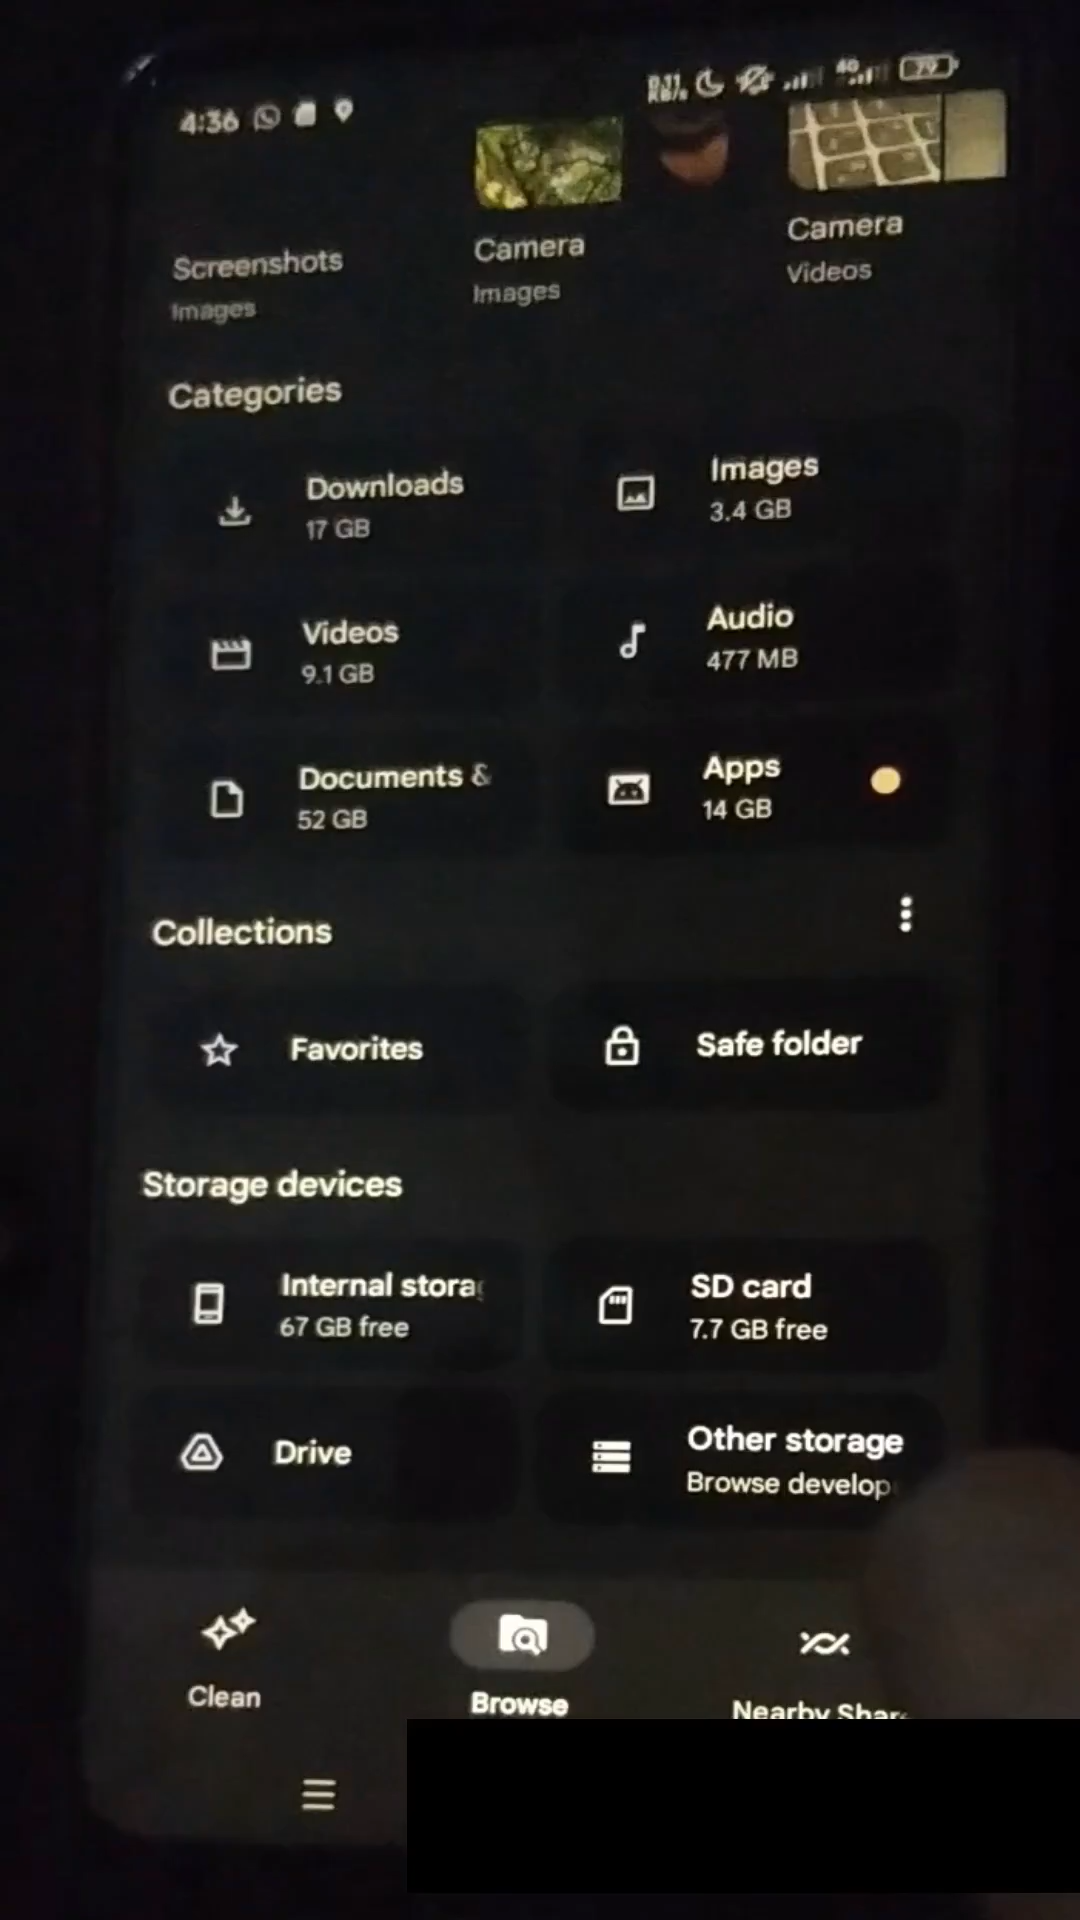 4:36
4G
79
Screenshots
Images
Camera
Images
Camera
Videos
Categories
Downloads
17 GB
Images
3.4 GB
Videos
9.1 GB
Audio
477 MB
Documents &
52 GB
Apps
14 GB
Collections
Favorites
Safe folder
Storage devices
Internal stora
67 GB free
SD card
7.7 GB free
Drive
Other storage
Browse develop
Clean
Browse
Nearby Shar